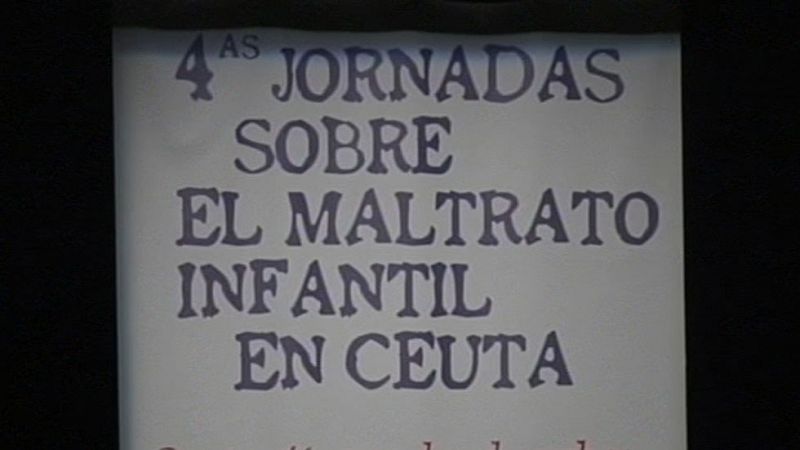 4AS JORNADAS
SOBRE
EL MALTRATO
INFANTIL
EN CEUTA